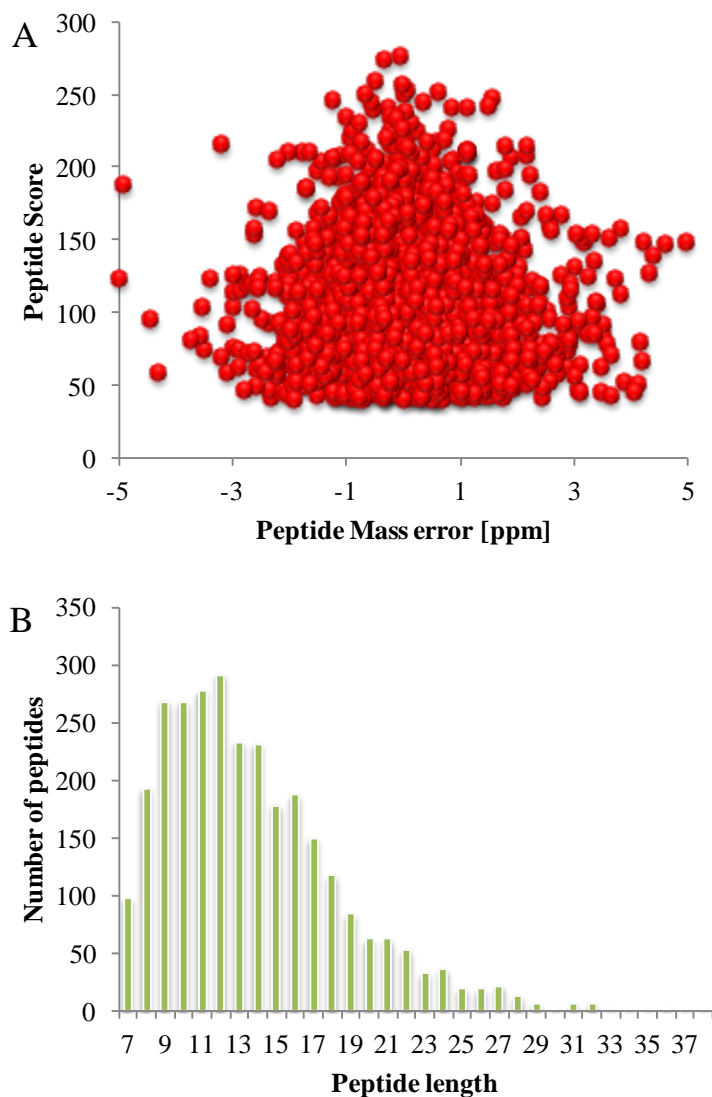 A
300
250
200
150
100
50
0
Peptide Score
-5 -3 -1 1 3 5
Peptide Mass error [ppm]
B
350
300
250
200
150
100
50
0
Number of peptides
7 9 11 13 15 17 19 21 23 25 27 29 31 33 35 37
Peptide length